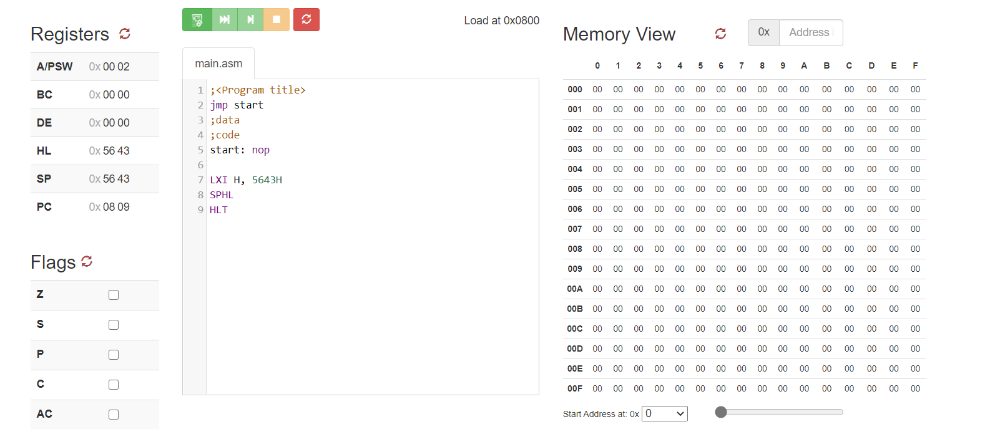 Registers
A/PSW 0x 00 02
BC 0x 00 00
DE 0x 00 00
HL 0x 56 43
SP 0x 56 43
PC 0x 08 09
Flags
Z
S
P
C
AC
Load at 0x0800
main.asm
1 ;<Program title>
2 jmp start
3 ;data
4 ;code
5 start: nop
6
7 LXI H, 5643H
8 SPHL
9 HLT
Memory View
0x Address i
0 1 2 3 4 5 6 7 8 9 A B C D E F
000 00 00 00 00 00 00 00 00 00 00 00 00 00 00 00 00
001 00 00 00 00 00 00 00 00 00 00 00 00 00 00 00 00
002 00 00 00 00 00 00 00 00 00 00 00 00 00 00 00 00
003 00 00 00 00 00 00 00 00 00 00 00 00 00 00 00 00
004 00 00 00 00 00 00 00 00 00 00 00 00 00 00 00 00
005 00 00 00 00 00 00 00 00 00 00 00 00 00 00 00 00
006 00 00 00 00 00 00 00 00 00 00 00 00 00 00 00 00
007 00 00 00 00 00 00 00 00 00 00 00 00 00 00 00 00
008 00 00 00 00 00 00 00 00 00 00 00 00 00 00 00 00
009 00 00 00 00 00 00 00 00 00 00 00 00 00 00 00 00
00A 00 00 00 00 00 00 00 00 00 00 00 00 00 00 00 00
00B 00 00 00 00 00 00 00 00 00 00 00 00 00 00 00 00
00C 00 00 00 00 00 00 00 00 00 00 00 00 00 00 00 00
00D 00 00 00 00 00 00 00 00 00 00 00 00 00 00 00 00
00E 00 00 00 00 00 00 00 00 00 00 00 00 00 00 00 00
00F 00 00 00 00 00 00 00 00 00 00 00 00 00 00 00 00
Start Address at: 0x 0